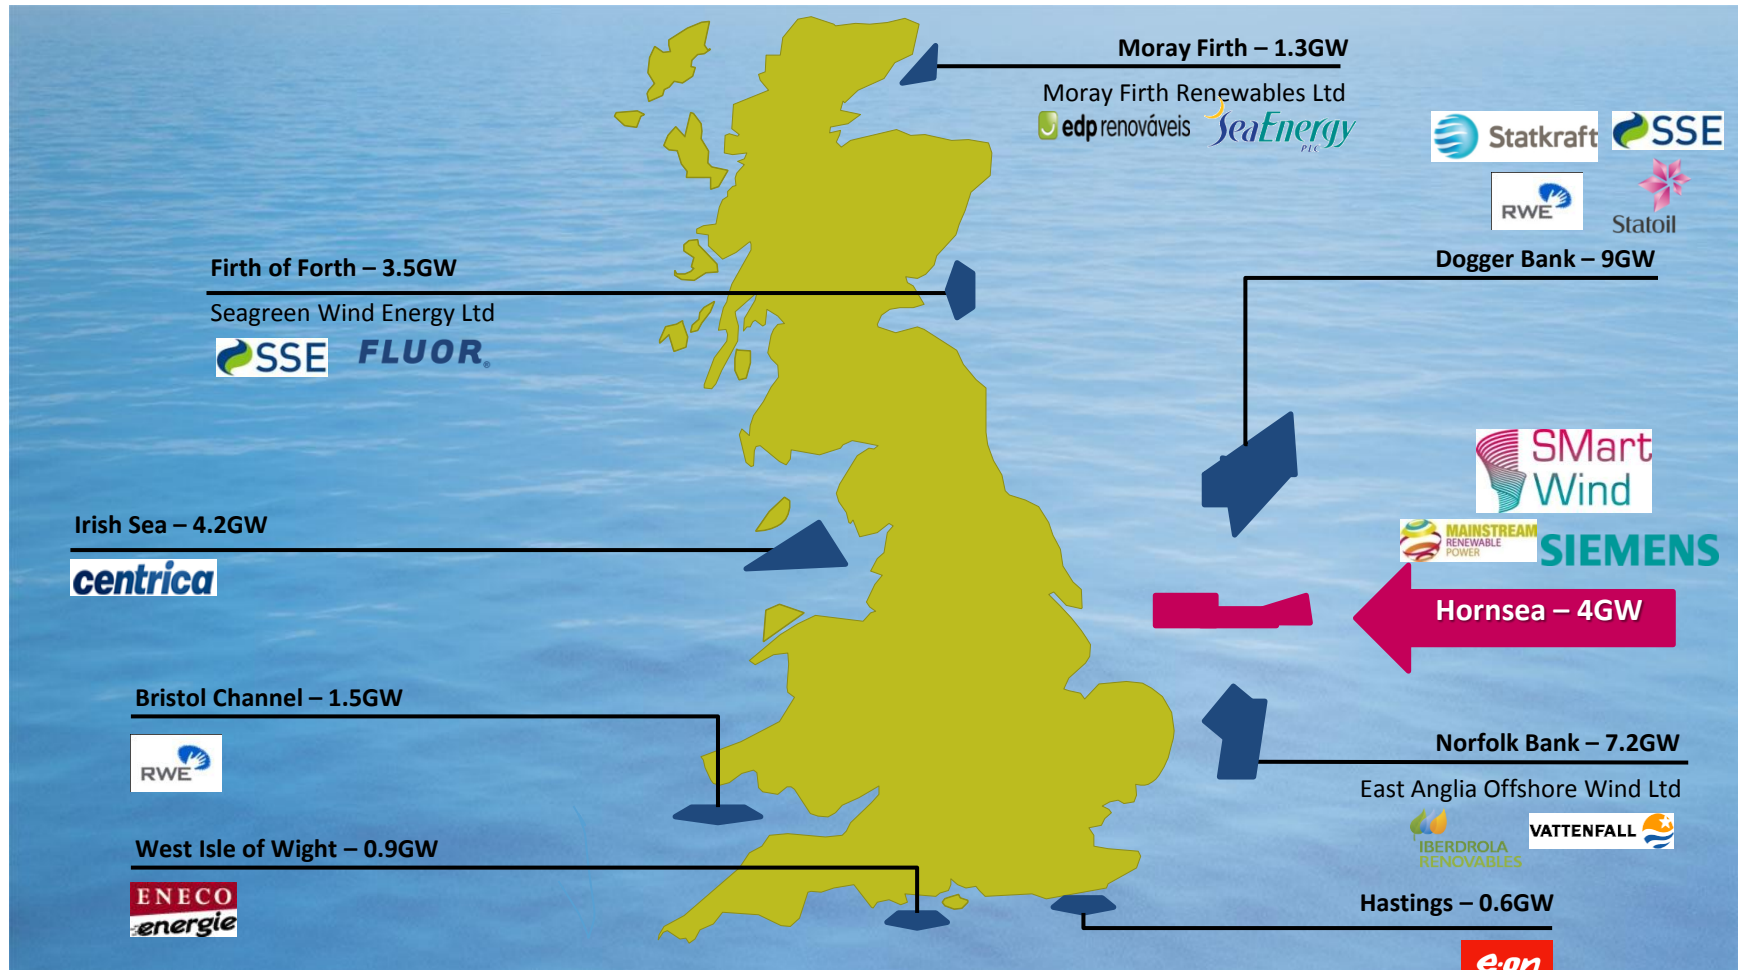 Moray Firth – 1.3GW
Moray Firth Renewables Ltd
edp renováveis
SeaEnergy
PLC
Statkraft
SSE
RWE
Statoil
Dogger Bank – 9GW
Firth of Forth – 3.5GW
Seagreen Wind Energy Ltd
SSE
FLUOR®
SMart
Wind
MAINSTREAM
RENEWABLE
POWER
SIEMENS
Hornsea – 4GW
Irish Sea – 4.2GW
centrica
Bristol Channel – 1.5GW
RWE
Norfolk Bank – 7.2GW
East Anglia Offshore Wind Ltd
IBERDROLA
RENOVABLES
VATTENFALL
West Isle of Wight – 0.9GW
ENECO
energie
Hastings – 0.6GW
e·on